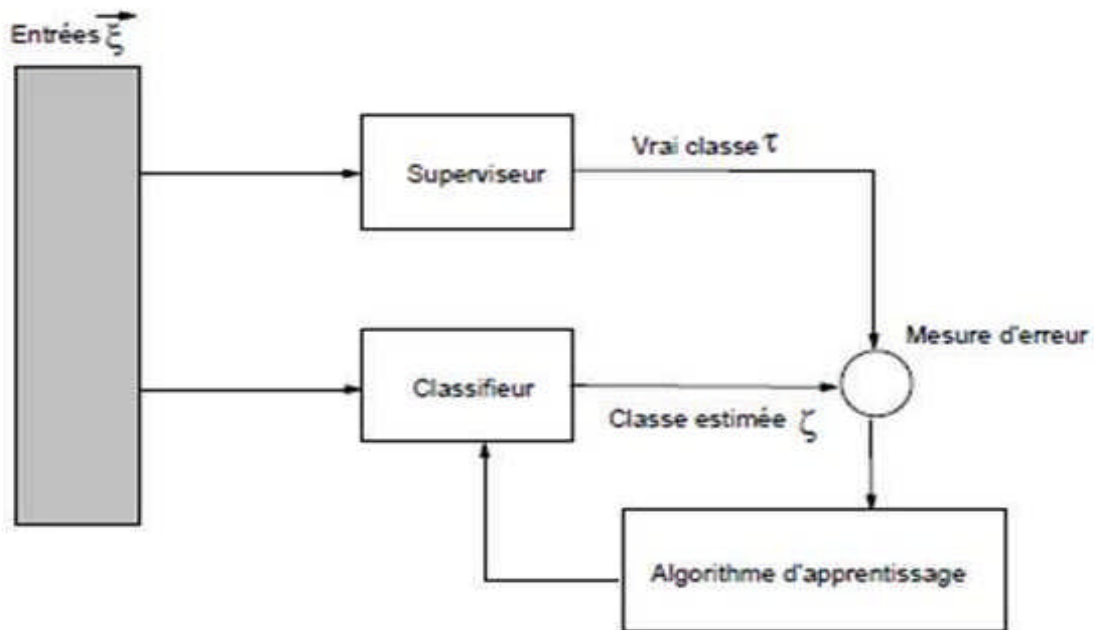 Entrées ξ
Superviseur
Vrai classe τ
Mesure d'erreur
Classifieur
Classe estimée ζ
Algorithme d'apprentissage